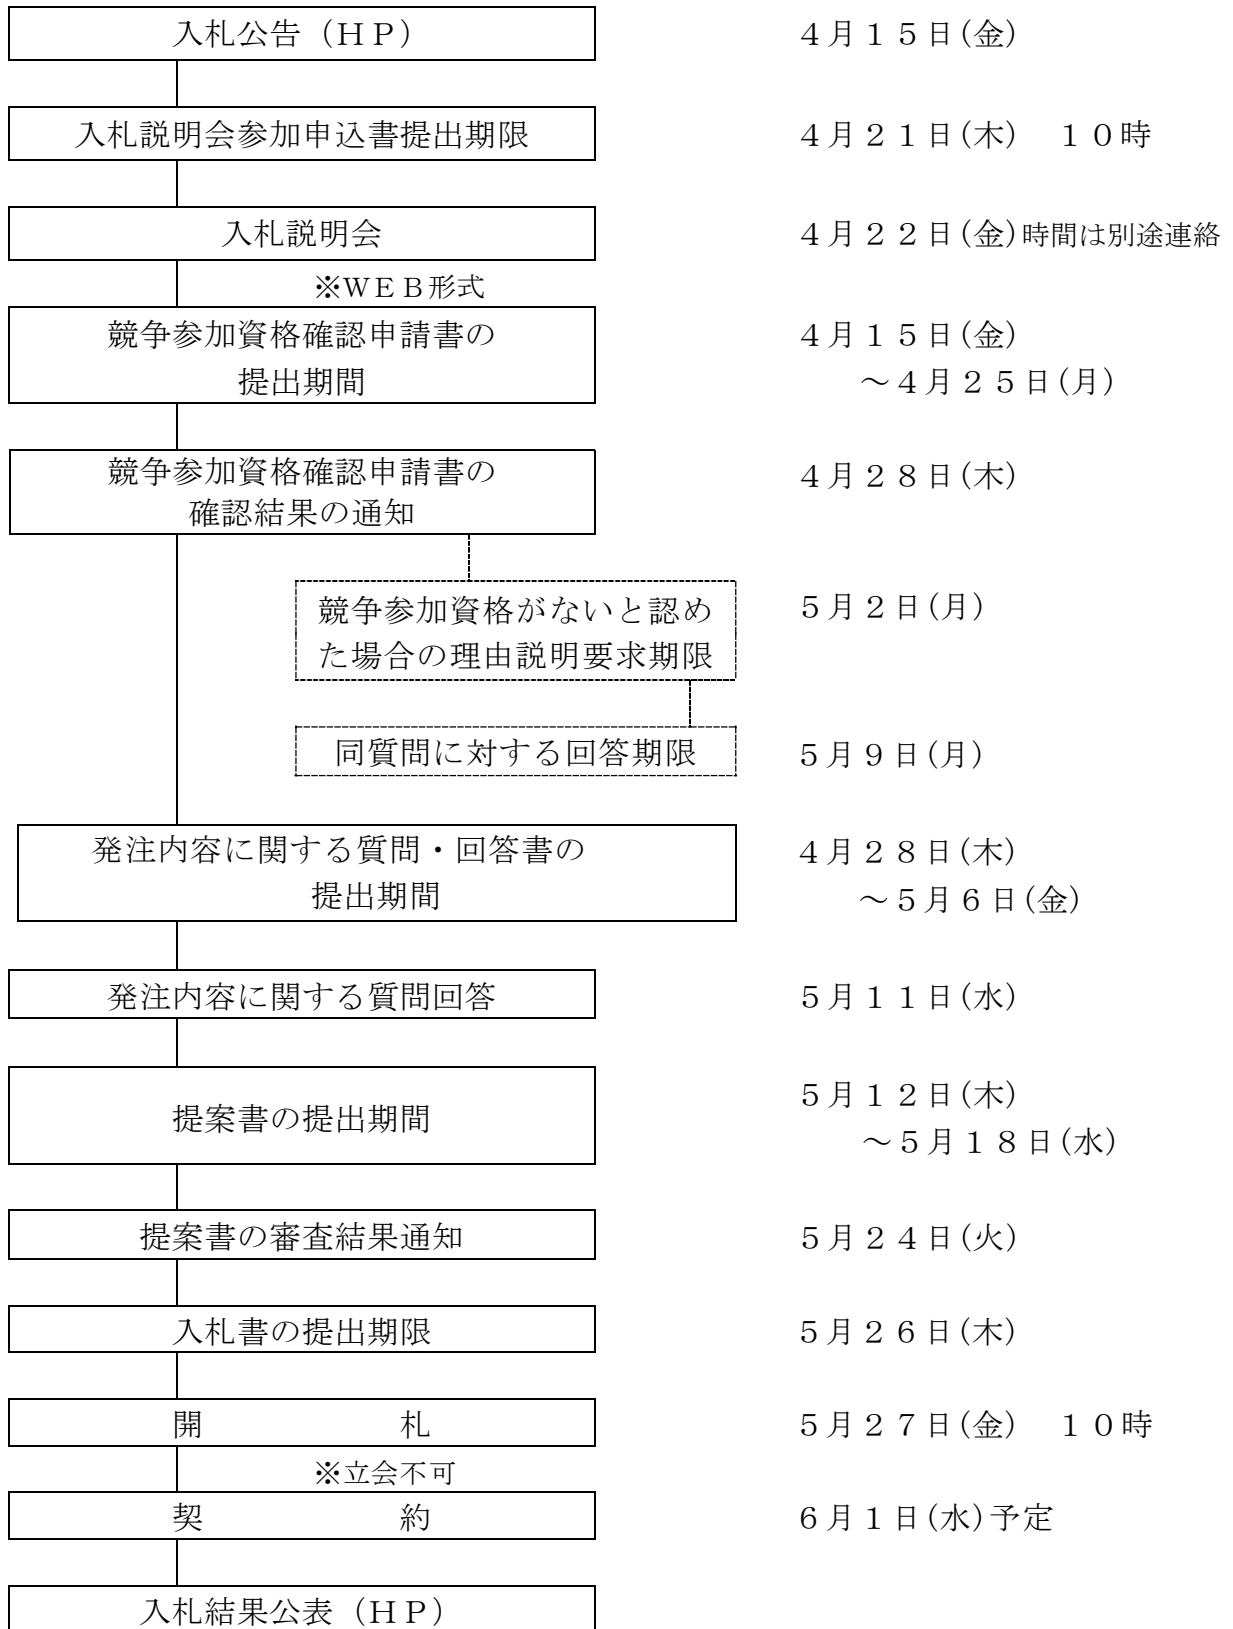 入札公告（ＨＰ）　４月１５日(金)
入札説明会参加申込書提出期限　４月２１日(木)　１０時
入札説明会　４月２２日(金)時間は別途連絡
※ＷＥＢ形式
競争参加資格確認申請書の　４月１５日(金)
提出期間　～４月２５日(月)
競争参加資格確認申請書の　４月２８日(木)
確認結果の通知
競争参加資格がないと認め　５月２日(月)
た場合の理由説明要求期限
同質問に対する回答期限　５月９日(月)
発注内容に関する質問・回答書の　４月２８日(木)
提出期間　～５月６日(金)
発注内容に関する質問回答　５月１１日(水)
提案書の提出期間　５月１２日(木)
～５月１８日(水)
提案書の審査結果通知　５月２４日(火)
入札書の提出期限　５月２６日(木)
開　　　　　　札　５月２７日(金)　１０時
※立会不可
契　　　　　　約　６月１日(水)予定
入札結果公表（ＨＰ）